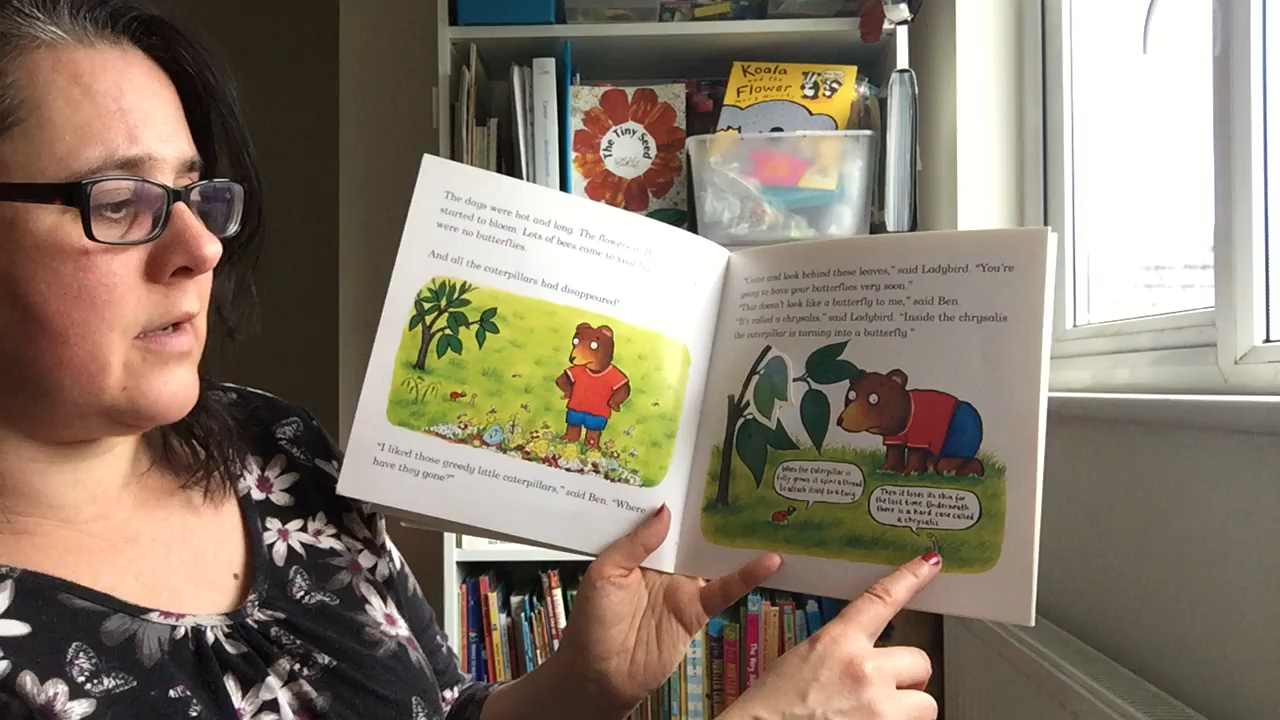 Koala
and the
Flower
The Tiny
Seed
The days were hot and long. The flowers
started to bloom. Lots of bees came to
were no butterflies.
And all the caterpillars had disappeared!
"I liked those greedy little caterpillars," said Ben. "Where
have they gone?"
"Come and look behind these leaves," said Ladybird. "You're
going to have your butterflies very soon."
"This doesn't look like a butterfly to me," said Ben.
"It's called a chrysalis," said Ladybird. "Inside the chrysalis
the caterpillar is turning into a butterfly."
When the caterpillar is
fully grown it spins a thread
to attach itself to a twig
Then it loses its skin for
the last time. Underneath
there is a hard case called
a chrysalis